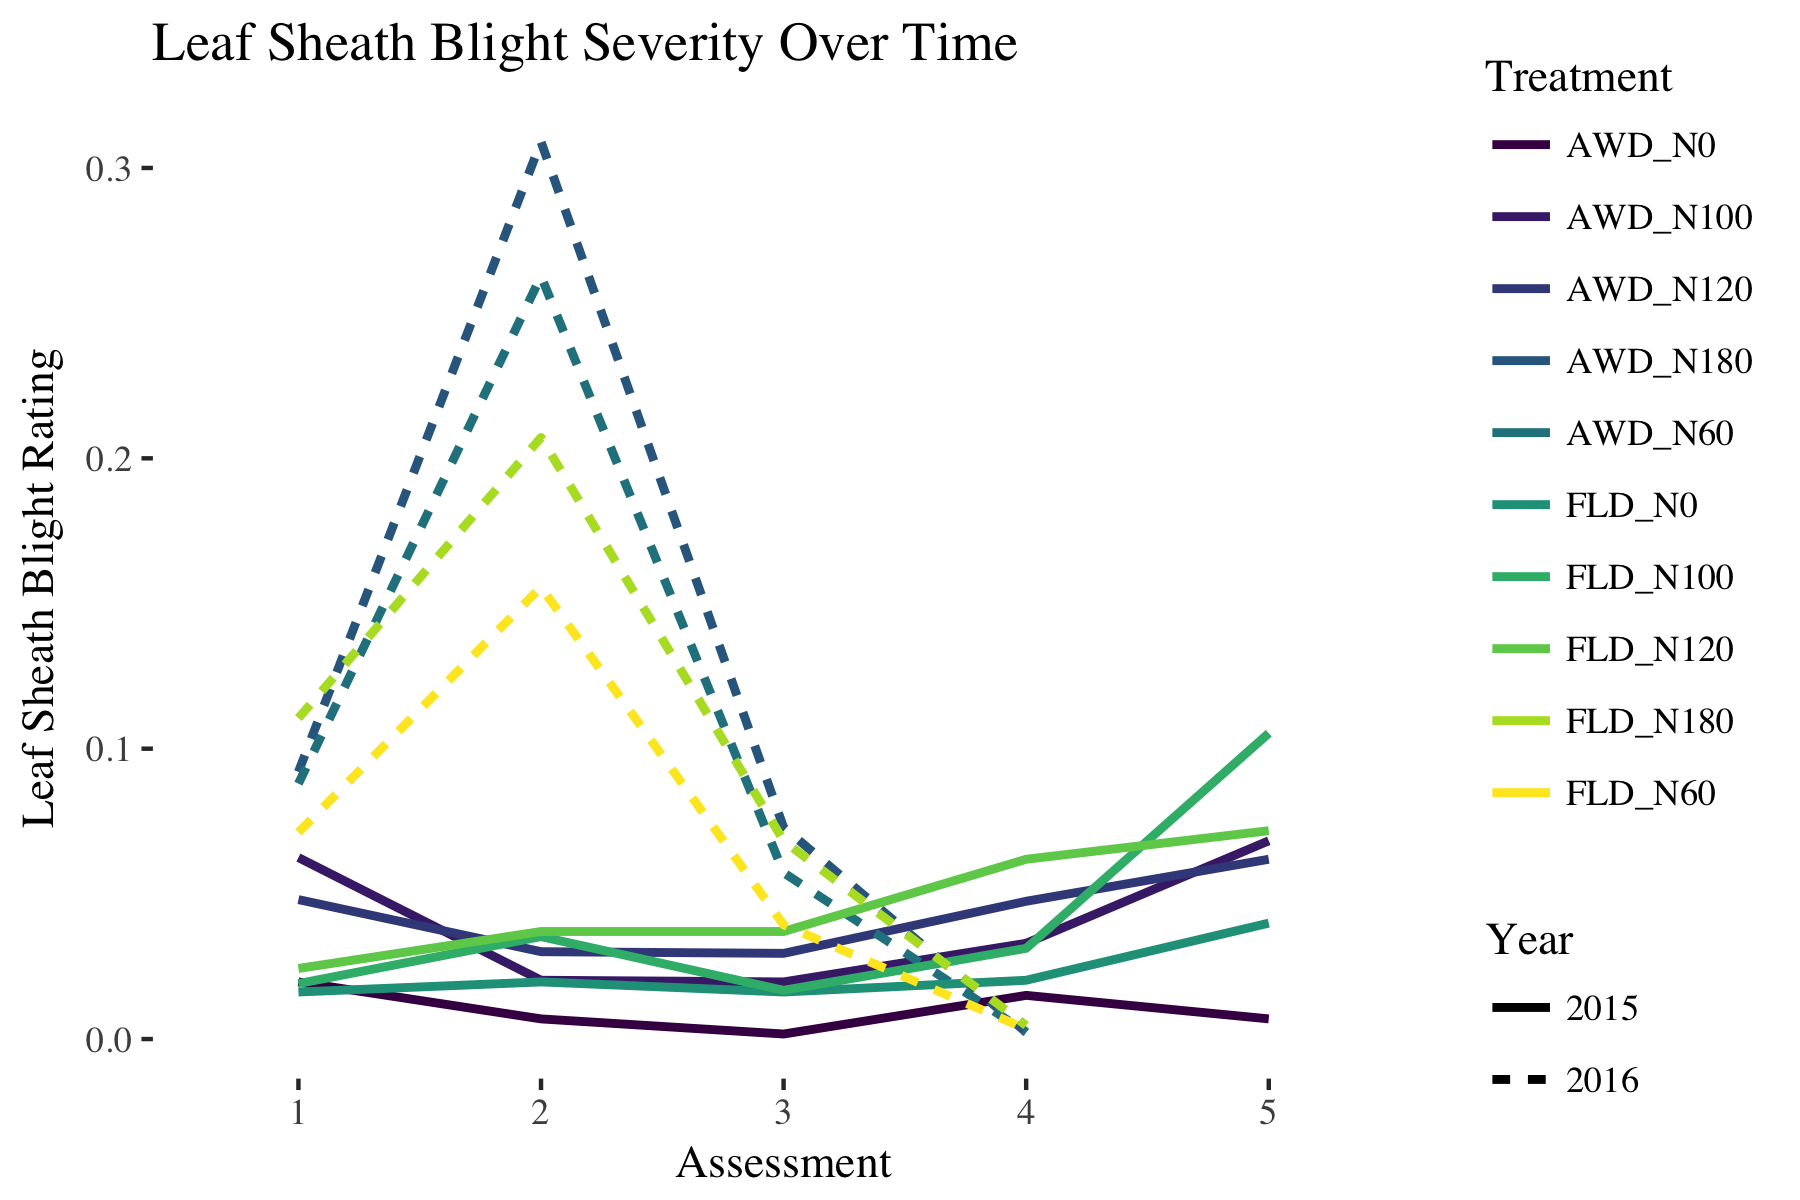 Leaf Sheath Blight Severity Over Time
Leaf Sheath Blight Rating
0.3
0.2
0.1
0.0
1 2 3 4 5
Assessment
Treatment
AWD_N0
AWD_N100
AWD_N120
AWD_N180
AWD_N60
FLD_N0
FLD_N100
FLD_N120
FLD_N180
FLD_N60
Year
2015
2016